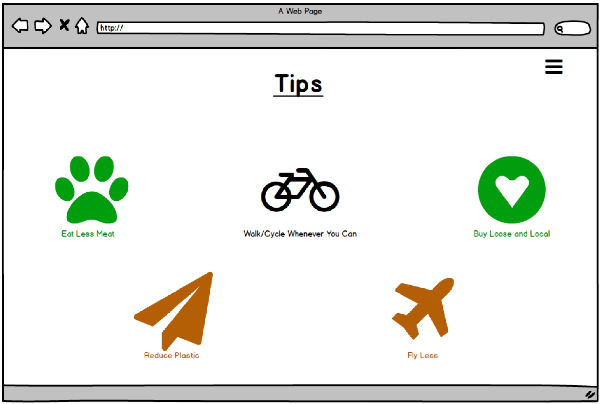 A Web Page
http://
Tips
Eat Less Meat
Walk/Cycle Whenever You Can
Buy Loose and Local
Reduce Plastic
Fly Less